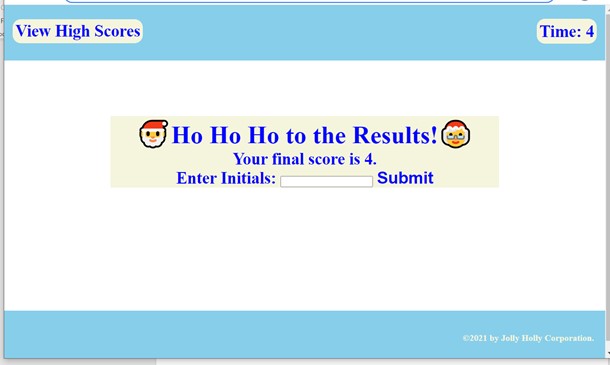 View High Scores
Time: 4
Ho Ho Ho to the Results!
Your final score is 4.
Enter Initials: Submit
©2021 by Jolly Holly Corporation.